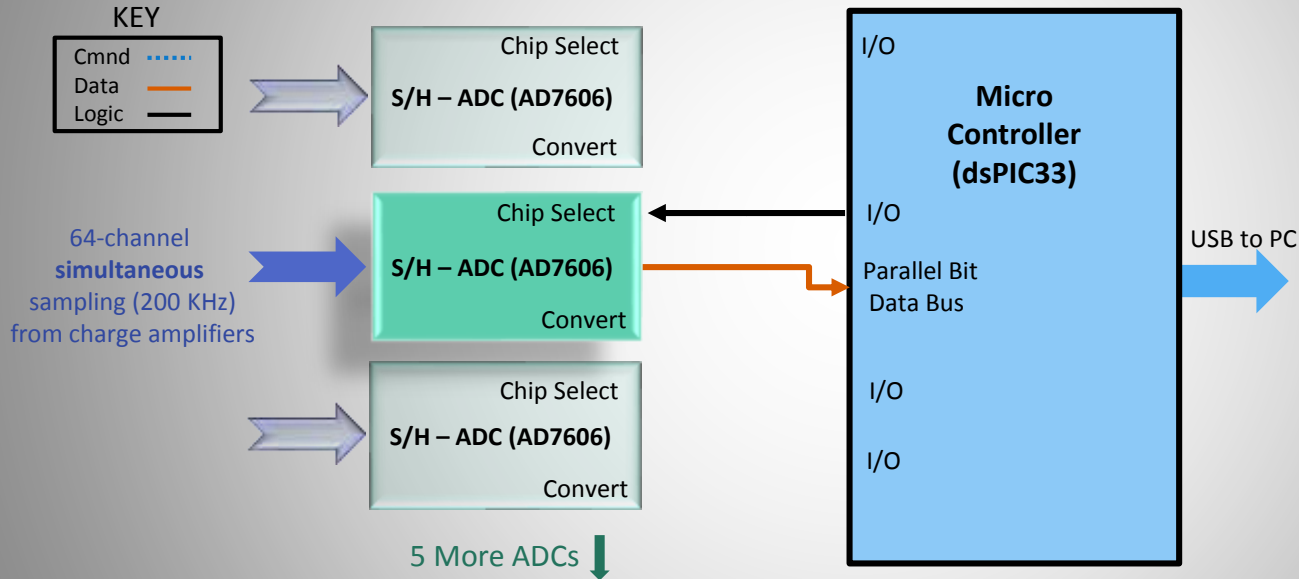 KEY
Cmnd
Data
Logic
Chip Select
S/H – ADC (AD7606)
Convert
64-channel
simultaneous
sampling (200 KHz)
from charge amplifiers
Chip Select
S/H – ADC (AD7606)
Convert
Chip Select
S/H – ADC (AD7606)
Convert
5 More ADCs
I/O
Micro
Controller
(dsPIC33)
I/O
Parallel Bit
Data Bus
I/O
I/O
USB to PC